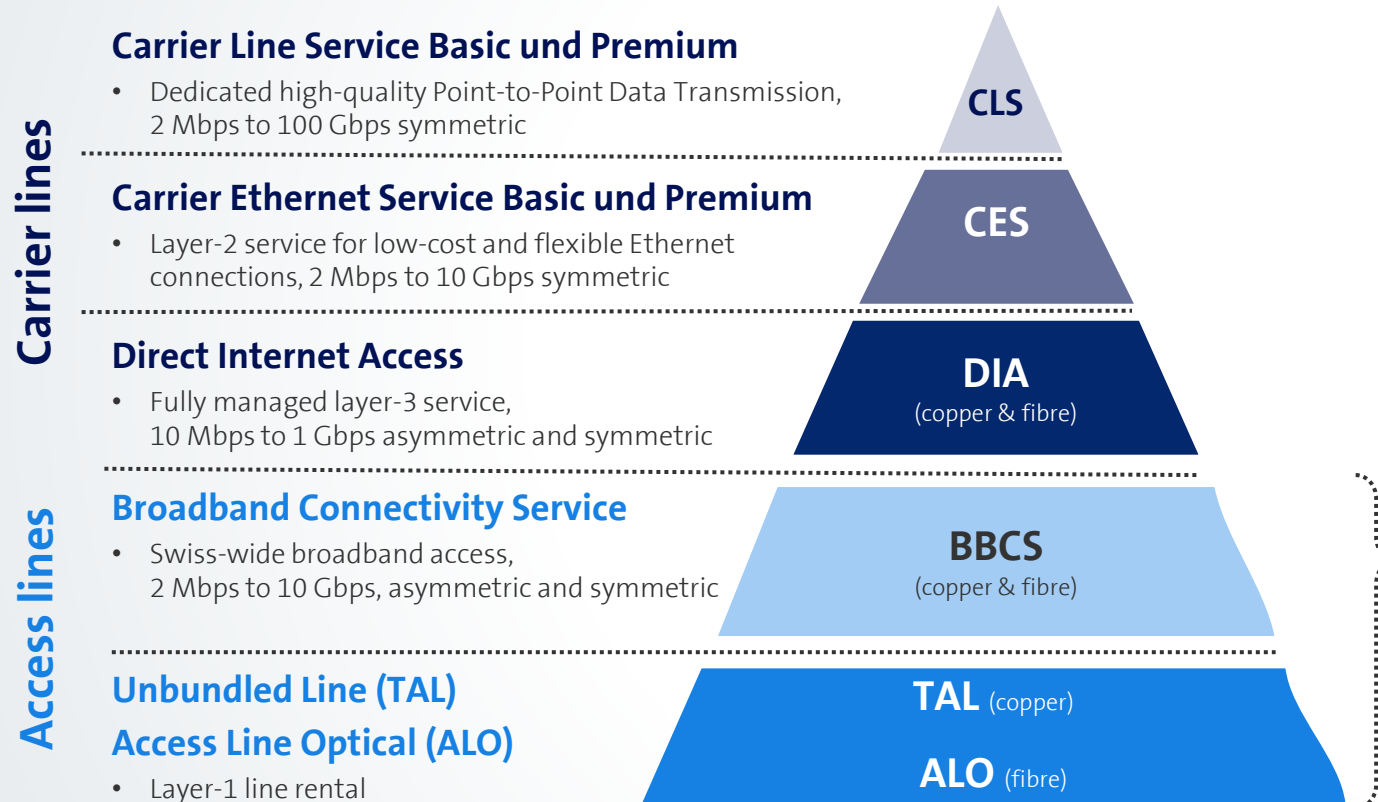 Carrier lines
Carrier Line Service Basic und Premium
• Dedicated high-quality Point-to-Point Data Transmission,
2 Mbps to 100 Gbps symmetric
CLS
Carrier Ethernet Service Basic und Premium
• Layer-2 service for low-cost and flexible Ethernet
connections, 2 Mbps to 10 Gbps symmetric
CES
Direct Internet Access
• Fully managed layer-3 service,
10 Mbps to 1 Gbps asymmetric and symmetric
DIA
(copper & fibre)
Access lines
Broadband Connectivity Service
• Swiss-wide broadband access,
2 Mbps to 10 Gbps, asymmetric and symmetric
BBCS
(copper & fibre)
Unbundled Line (TAL)
Access Line Optical (ALO)
• Layer-1 line rental
TAL (copper)
ALO (fibre)